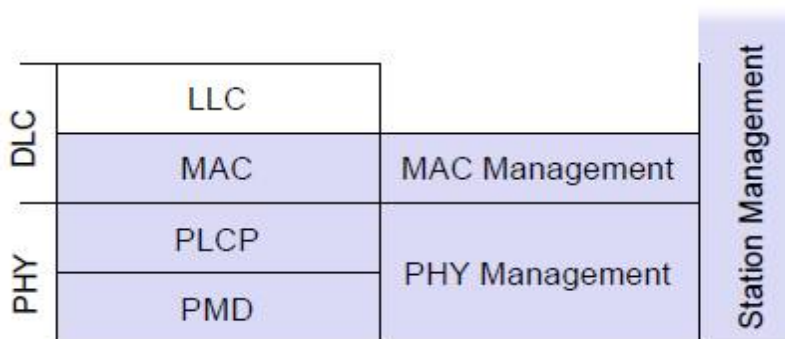 DLC
LLC
MAC
MAC Management
PHY
PLCP
PHY Management
PMD
Station Management